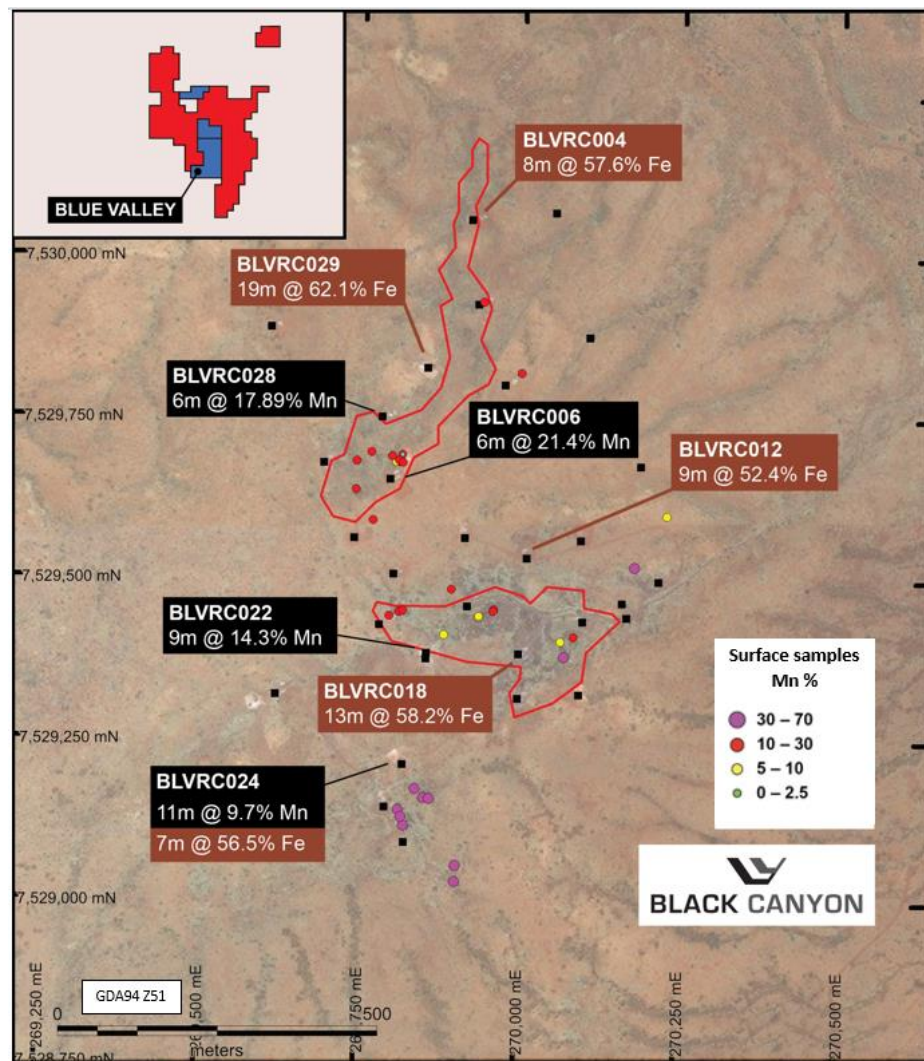 BLUE VALLEY
BLVRC004
8m @ 57.6% Fe
7,530,000 mN
BLVRC029
19m @ 62.1% Fe
BLVRC028
6m @ 17.89% Mn
7,529,750 mN
BLVRC006
6m @ 21.4% Mn
BLVRC012
9m @ 52.4% Fe
7,529,500 mN
BLVRC022
9m @ 14.3% Mn
BLVRC018
13m @ 58.2% Fe
Surface samples
Mn %
30 – 70
10 – 30
5 – 10
0 – 2.5
7,529,250 mN
BLVRC024
11m @ 9.7% Mn
7m @ 56.5% Fe
BLACK CANYON
7,529,000 mN
269,250 mE
GDA94 Z51
,500 mE
750 mE
270,000 mE
270,250 mE
270,500 mE
0
500
meters
528,750 mN